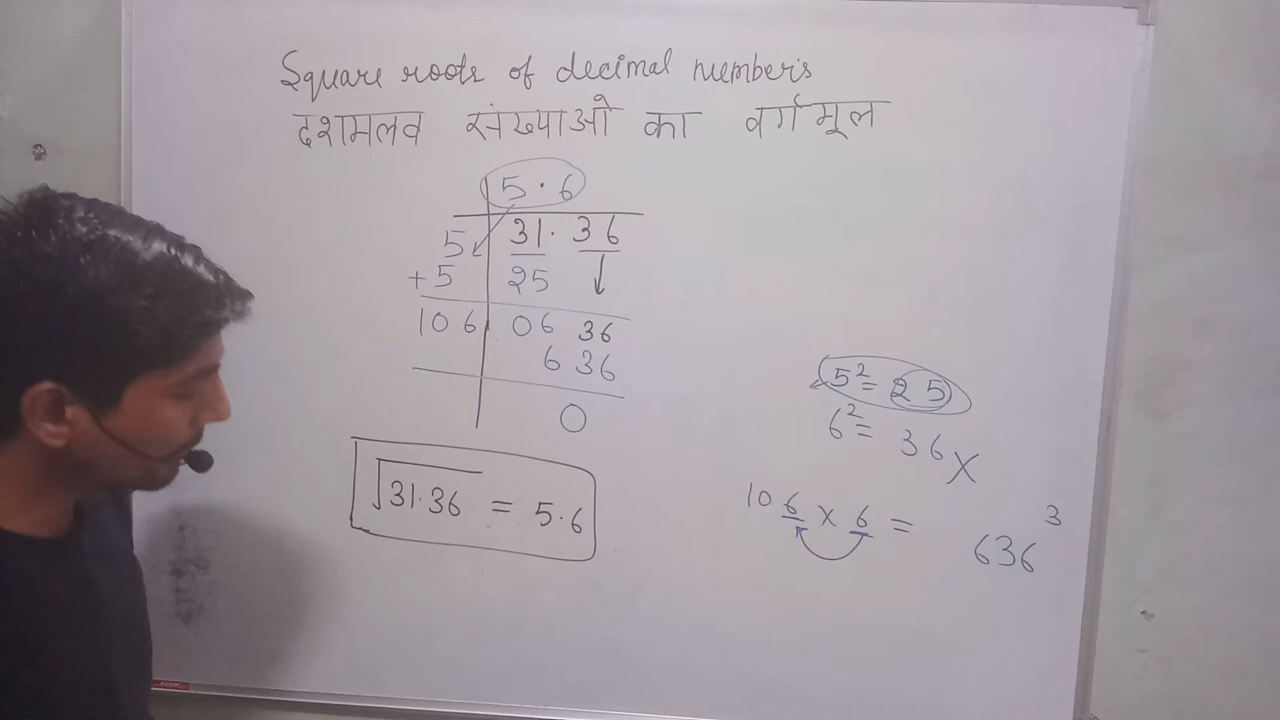 Square roots of decimal numbers
दशमलव संख्याओं का वर्गमूल
5.6
5 31.36
+5 25
106 06 36
636
0
√31.36 = 5.6
5² = 25
6² = 36 X
3
106 x 6 = 636